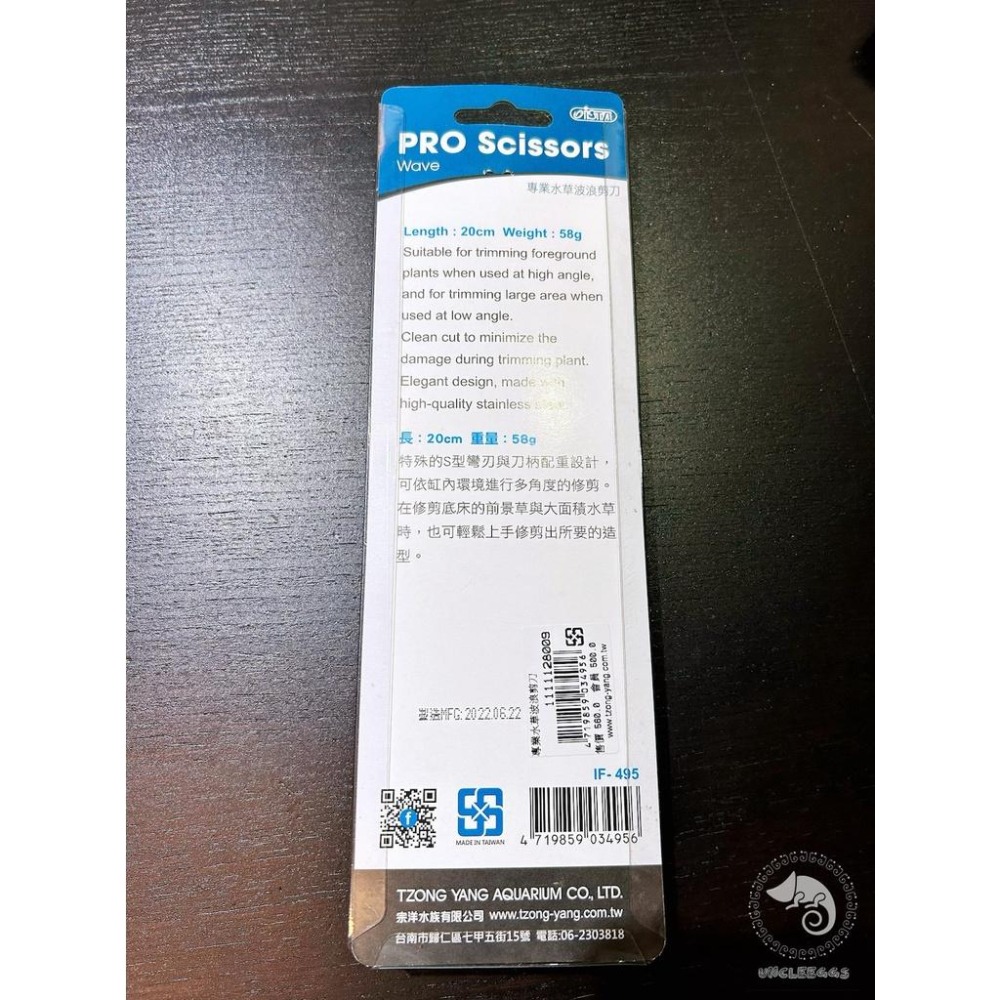 ISTA
PRO Scissors
Wave
專業水草波浪剪刀
Length : 20cm Weight : 58g
Suitable for trimming foreground
plants when used at high angle,
and for trimming large area when
used at low angle.
Clean cut to minimize the
damage during trimming plant.
Elegant design, made with
high-quality stainless
長：20cm 重量：58g
特殊的S型彎刃與刀柄配重設計，
可依缸內環境進行多角度的修剪。
在修剪底床的前景草與大面積水草
時，也可輕鬆上手修剪出所要的造
型。
製造MFG: 2022.06.22
專業水草波浪剪刀
1111128009
4719859034956
售價 560.0 會員 500.0
www.tzong-yang.com.tw
IF-495
MADE IN TAIWAN
4 719859 034956
TZONG YANG AQUARIUM CO., LTD.
宗洋水族有限公司 www.tzong-yang.com.tw
台南市歸仁區七甲五街15號 電話:06-2303818
UNCLEEGGS